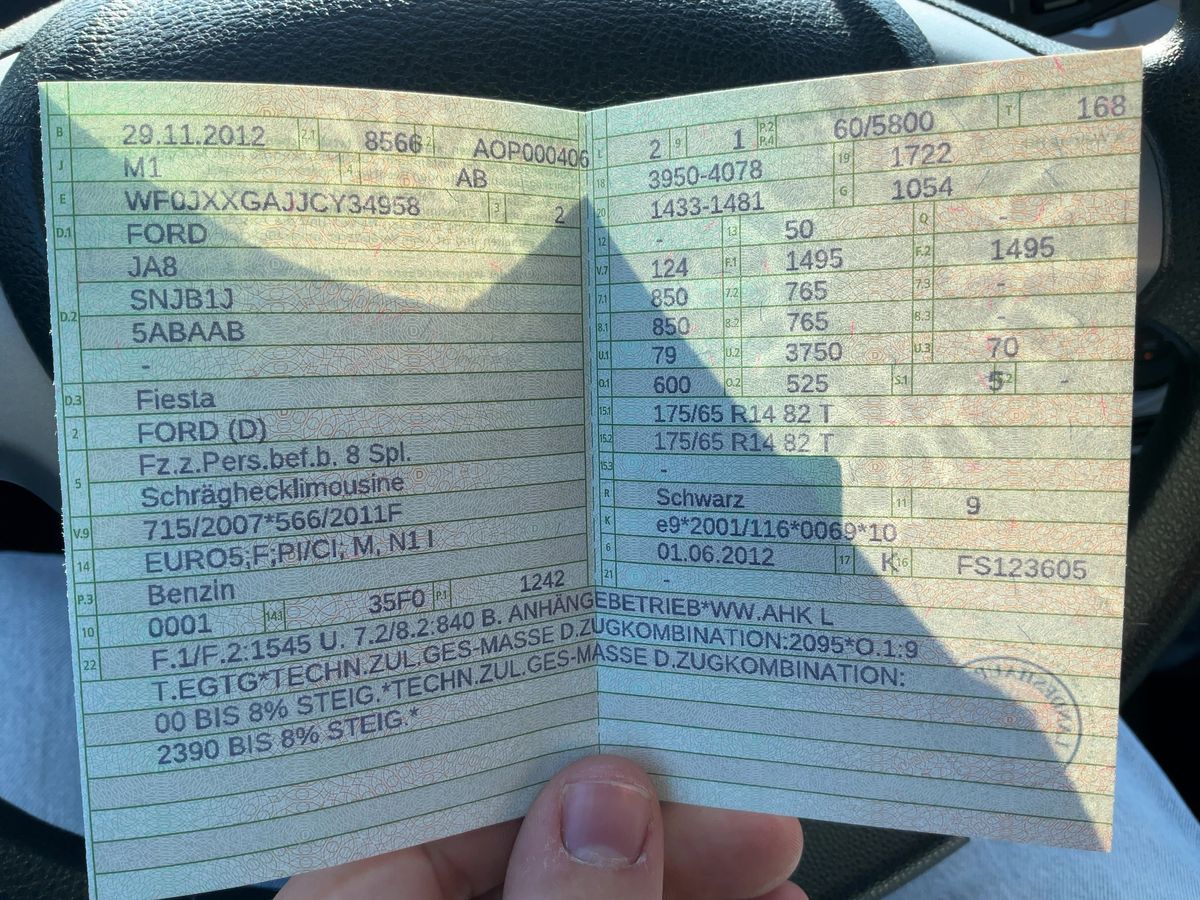 B 29.11.2012 2.1 8566 2 AOP000406
J M1 4 AB
E WF0JXXGAJJCY34958 3 2
D.1 FORD
JA8
D.2 SNJB1J
5ABAAB
-
D.3 Fiesta
2 FORD (D)
5 Fz.z.Pers.bef.b. 8 Spl.
Schräghecklimousine
V.9 715/2007*566/2011F
14 EURO5;F;PI/CI; M, N1 I
P.3 Benzin
10 0001 14.1 35F0 P.1 1242
L 2 9 1 P.2 P.4 60/5800 T 168
18 3950-4078 19 1722
20 1433-1481 G 1054
12 - 13 50 Q -
V.7 124 F.1 1495 F.2 1495
7.1 850 7.2 765 7.3 -
8.1 850 8.2 765 8.3 -
U.1 79 U.2 3750 U.3 70
O.1 600 O.2 525 S.1 5 S.2 -
15.1 175/65 R14 82 T
15.2 175/65 R14 82 T
15.3 -
R Schwarz 11 9
K e9*2001/116*0069*10
6 01.06.2012 17 K 16 FS123605
21 -
22 F.1/F.2:1545 U. 7.2/8.2:840 B. ANHÄNGEBETRIEB*WW.AHK L
T.EGTG*TECHN.ZUL.GES-MASSE D.ZUGKOMBINATION:2095*O.1:9
00 BIS 8% STEIG.*TECHN.ZUL.GES-MASSE D.ZUGKOMBINATION:
2390 BIS 8% STEIG.*